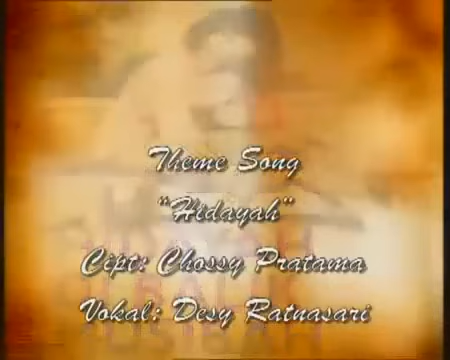 Theme Song
"Hidayah"
Cipt: Chossy Pratama
Vokal: Desy Ratnasari